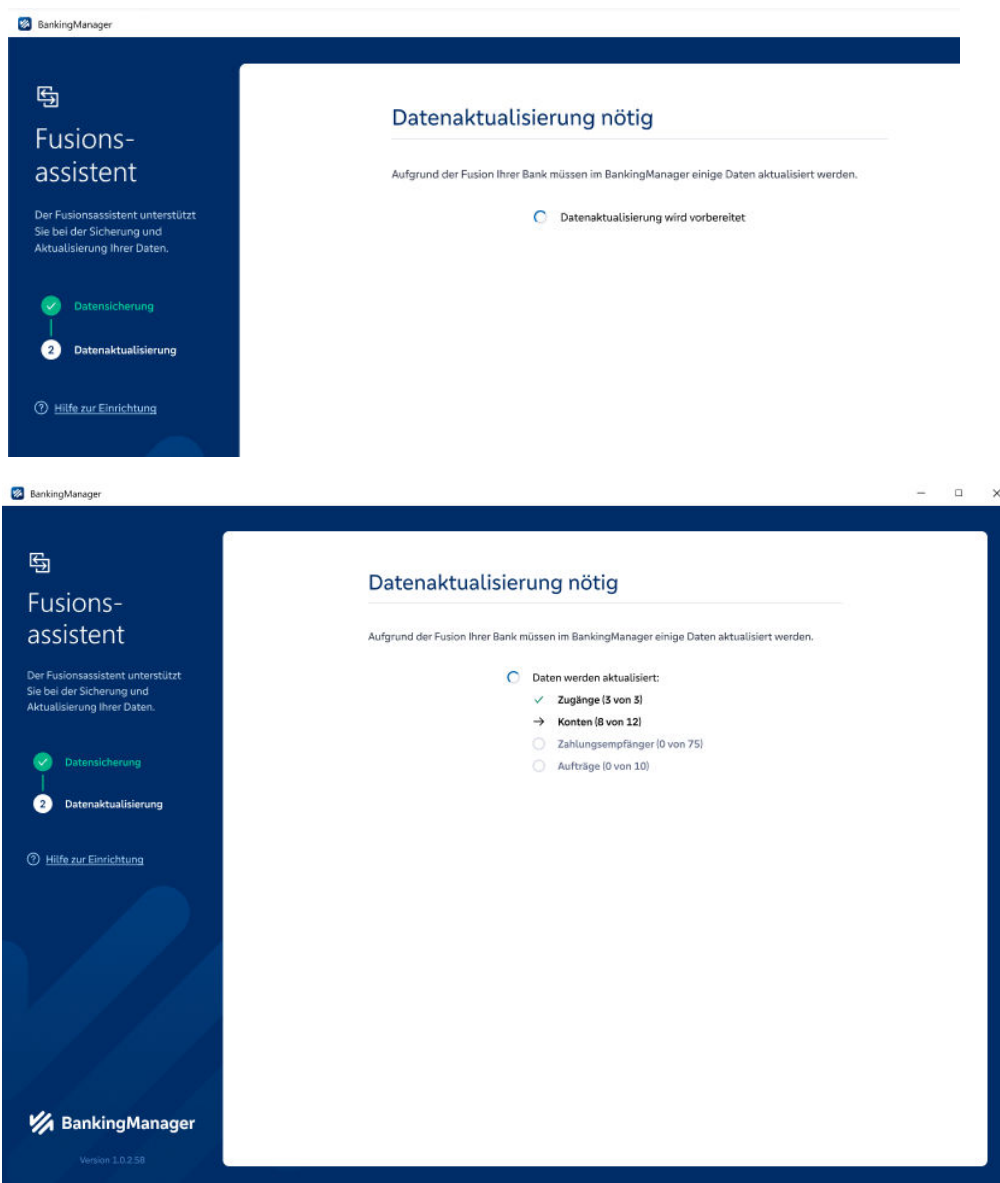 BankingManager
Fusions-
assistent
Der Fusionsassistent unterstützt
Sie bei der Sicherung und
Aktualisierung Ihrer Daten.
Datensicherung
2 Datenaktualisierung
? Hilfe zur Einrichtung
Datenaktualisierung nötig
Aufgrund der Fusion Ihrer Bank müssen im BankingManager einige Daten aktualisiert werden.
Datenaktualisierung wird vorbereitet
BankingManager
Fusions-
assistent
Der Fusionsassistent unterstützt
Sie bei der Sicherung und
Aktualisierung Ihrer Daten.
Datensicherung
2 Datenaktualisierung
? Hilfe zur Einrichtung
BankingManager
Version 1.0.2.58
Datenaktualisierung nötig
Aufgrund der Fusion Ihrer Bank müssen im BankingManager einige Daten aktualisiert werden.
Daten werden aktualisiert:
Zugänge (3 von 3)
Konten (8 von 12)
Zahlungsempfänger (0 von 75)
Aufträge (0 von 10)